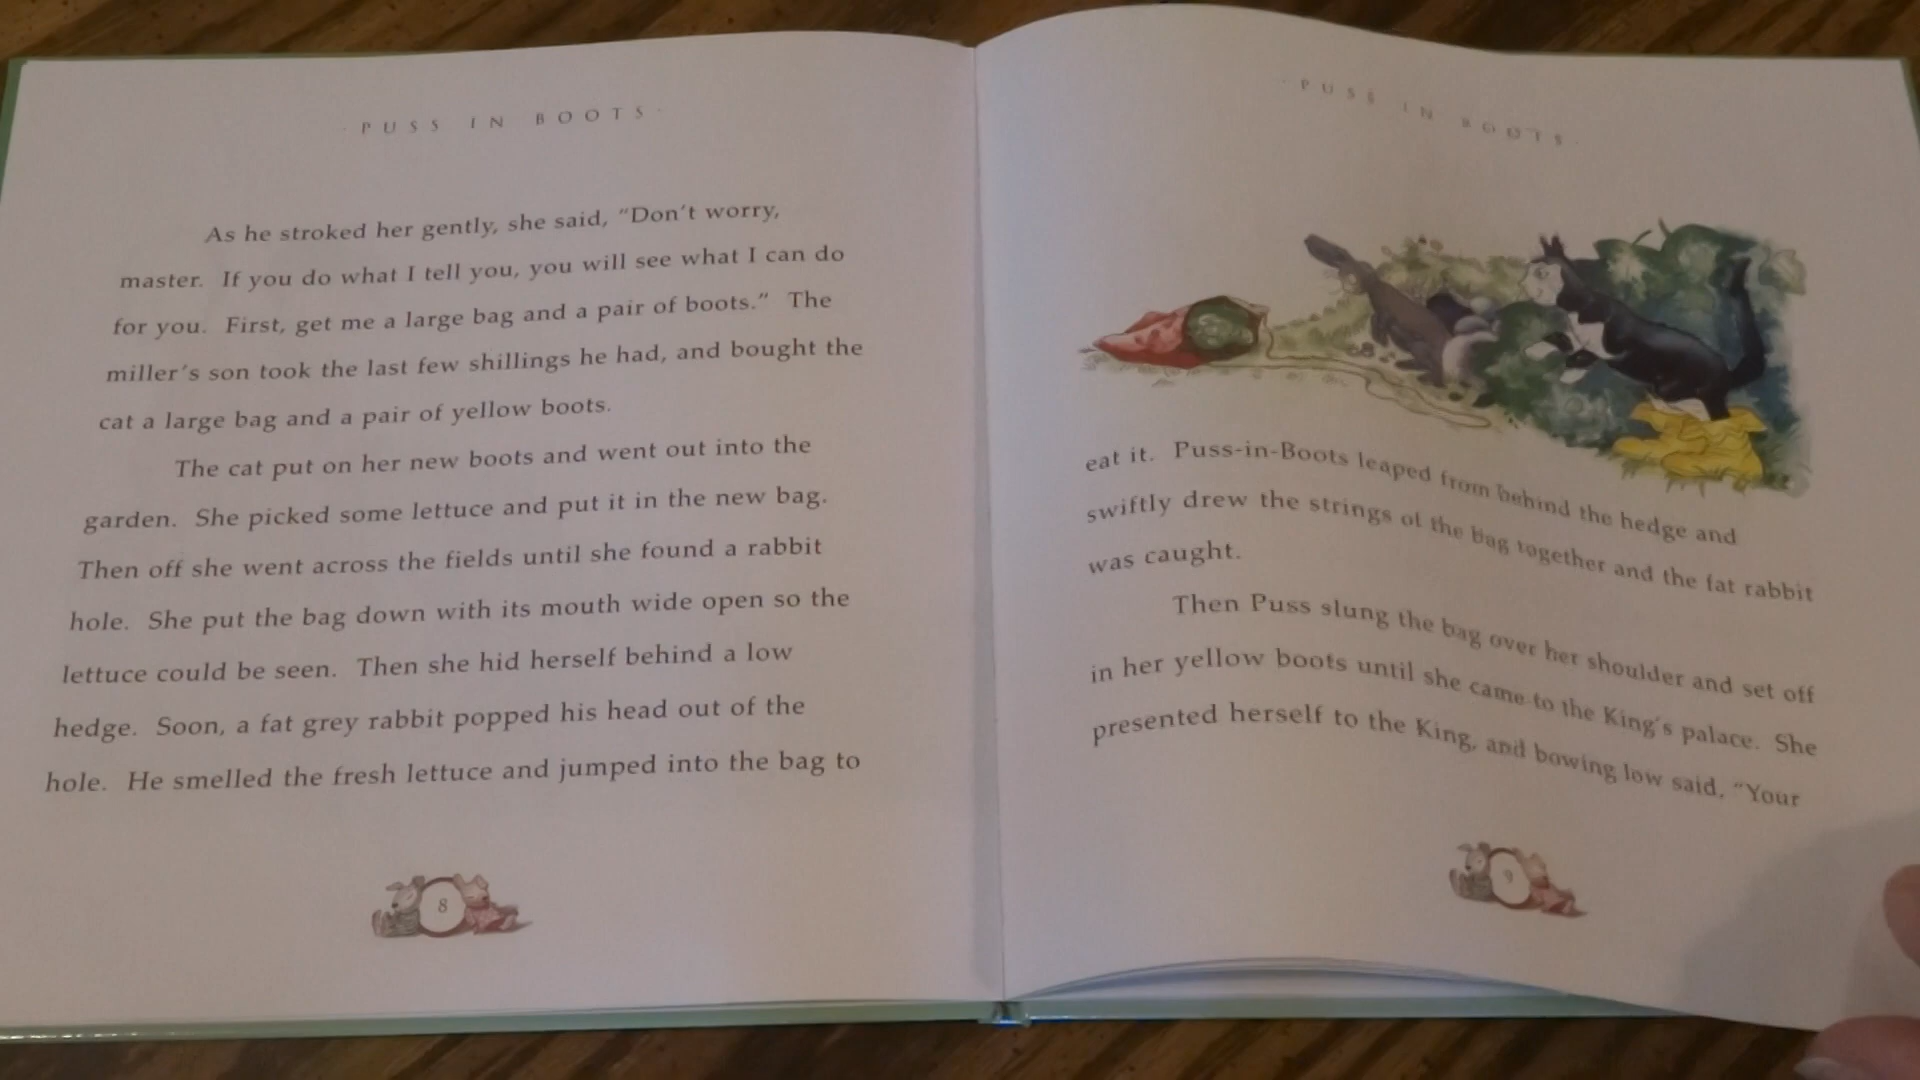 · PUSS IN BOOTS ·
As he stroked her gently, she said, “Don’t worry,
master. If you do what I tell you, you will see what I can do
for you. First, get me a large bag and a pair of boots.” The
miller’s son took the last few shillings he had, and bought the
cat a large bag and a pair of yellow boots.
The cat put on her new boots and went out into the
garden. She picked some lettuce and put it in the new bag.
Then off she went across the fields until she found a rabbit
hole. She put the bag down with its mouth wide open so the
lettuce could be seen. Then she hid herself behind a low
hedge. Soon, a fat grey rabbit popped his head out of the
hole. He smelled the fresh lettuce and jumped into the bag to
8
· PUSS IN BOOTS ·
eat it. Puss-in-Boots leaped from behind the hedge and
swiftly drew the strings of the bag together and the fat rabbit
was caught.
Then Puss slung the bag over her shoulder and set off
in her yellow boots until she came to the King’s palace. She
presented herself to the King, and bowing low said, “Your
9